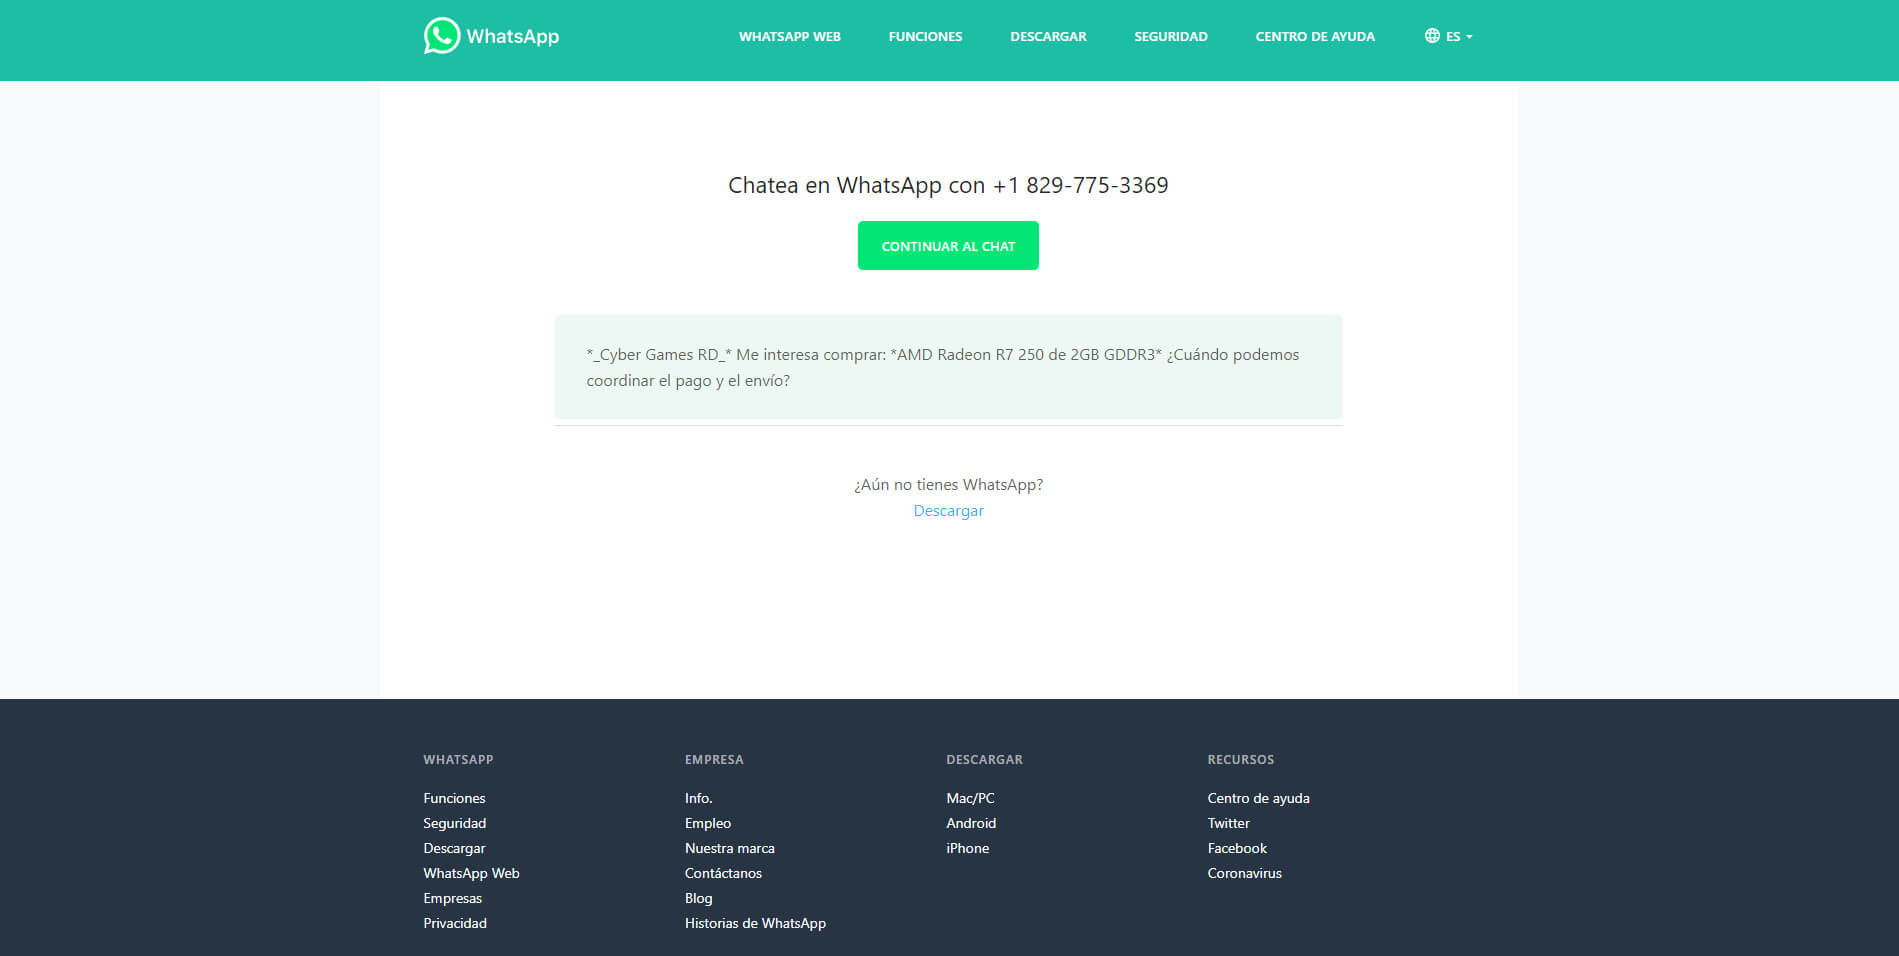 WhatsApp
WHATSAPP WEB
FUNCIONES
DESCARGAR
SEGURIDAD
CENTRO DE AYUDA
ES
Chatea en WhatsApp con +1 829-775-3369
CONTINUAR AL CHAT
*_Cyber Games RD_* Me interesa comprar: *AMD Radeon R7 250 de 2GB GDDR3* ¿Cuándo podemos
coordinar el pago y el envío?
¿Aún no tienes WhatsApp?
Descargar
WHATSAPP
Funciones
Seguridad
Descargar
WhatsApp Web
Empresas
Privacidad
EMPRESA
Info.
Empleo
Nuestra marca
Contáctanos
Blog
Historias de WhatsApp
DESCARGAR
Mac/PC
Android
iPhone
RECURSOS
Centro de ayuda
Twitter
Facebook
Coronavirus